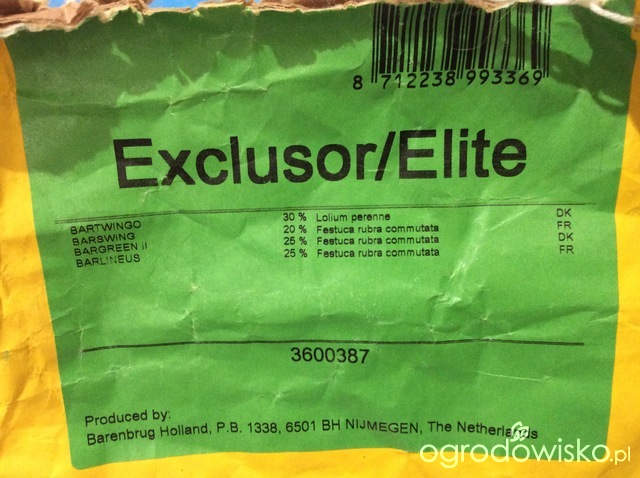 8 712238 993369
Exclusor/Elite
BARTWINGO 30 % Lolium perenne DK
BARSWING 20 % Festuca rubra commutata FR
BARGREEN II 25 % Festuca rubra commutata DK
BARLINEUS 25 % Festuca rubra commutata FR
3600387
Produced by:
Barenbrug Holland, P.B. 1338, 6501 BH NIJMEGEN, The Netherlands
ogrodowisko.pl